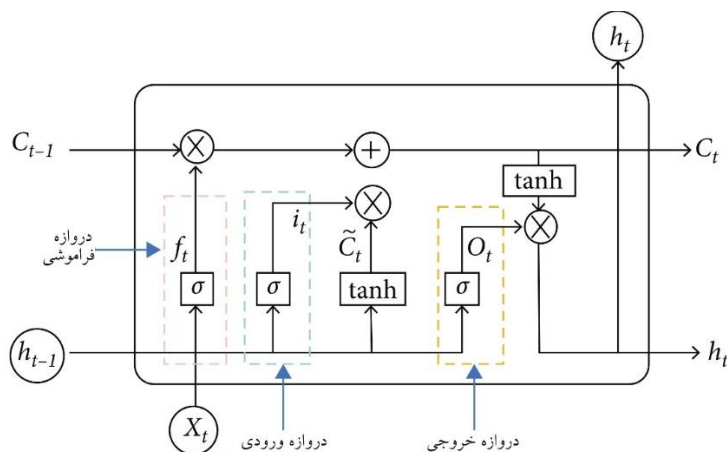 h_t
C_{t-1}
C_t
tanh
دروازه
فراموشی
f_t
i_t
C̃_t
O_t
σ
σ
tanh
σ
h_{t-1}
h_t
X_t
دروازه ورودی
دروازه خروجی